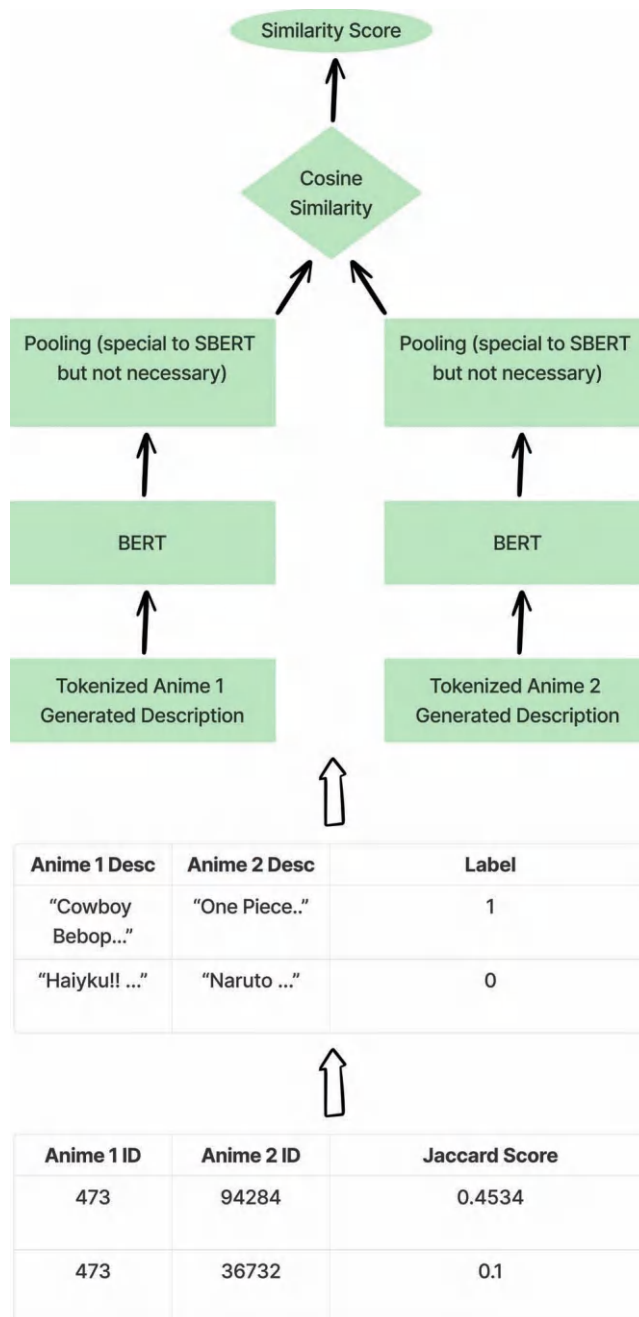 Similarity Score
Cosine
Similarity
Pooling (special to SBERT
but not necessary)
Pooling (special to SBERT
but not necessary)
BERT
BERT
Tokenized Anime 1
Generated Description
Tokenized Anime 2
Generated Description
Anime 1 Desc Anime 2 Desc Label
“Cowboy
Bebop...” “One Piece..” 1
“Haiyku!! ...” “Naruto ...” 0
Anime 1 ID Anime 2 ID Jaccard Score
473 94284 0.4534
473 36732 0.1